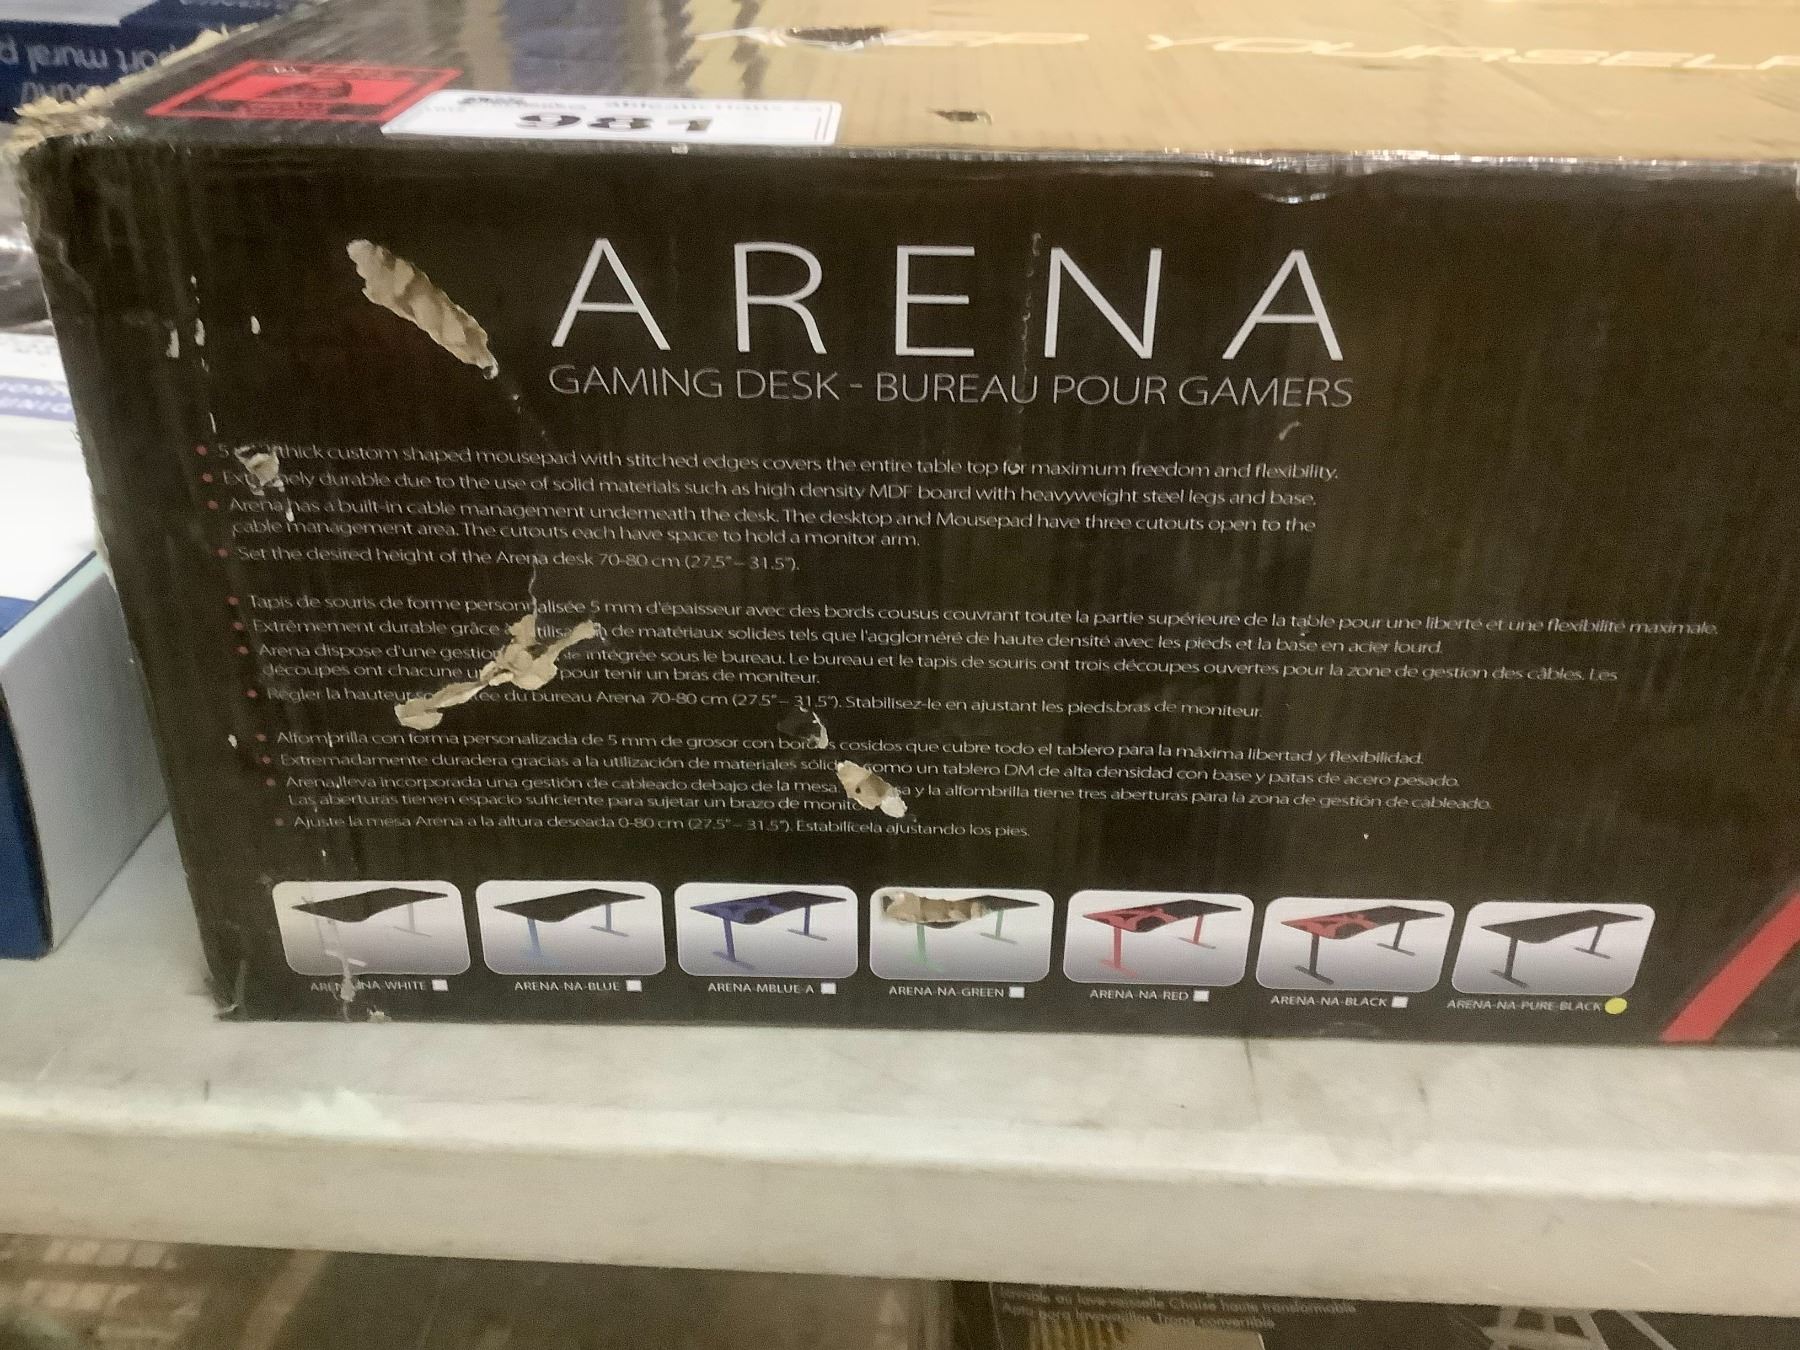 981
ARENA
GAMING DESK - BUREAU POUR GAMERS
5 thick custom shaped mousepad with stitched edges covers the entire table top for maximum freedom and flexibility.
durable due to the use of solid materials such as high density MDF board with heavyweight steel legs and base.
Arena has a built-in cable management underneath the desk. The desktop and Mousepad have three cutouts open to the
cable management area. The cutouts each have space to hold a monitor arm.
Set the desired height of the Arena desk 70-80 cm (27.5" – 31.5").
Tapis de souris de forme personnalisée 5 mm d'épaisseur avec des bords cousus couvrant toute la partie supérieure de la table pour une liberté et une flexibilité maximale.
Extrêmement durable grâce de matériaux solides tels que l'aggloméré de haute densité avec les pieds et la base en acier lourd.
Arena dispose d'une gestion intégrée sous le bureau. Le bureau et le tapis de souris ont trois découpes ouvertes pour la zone de gestion des câbles. Les
découpes ont chacune pour tenir un bras de moniteur.
Régler la hauteur du bureau Arena 70-80 cm (27.5" – 31.5"). Stabilisez-le en ajustant les pieds.bras de moniteur.
Alfombrilla con forma personalizada de 5 mm de grosor con bordes cosidos que cubre todo el tablero para la máxima libertad y flexibilidad.
Extremadamente duradera gracias a la utilización de materiales como un tablero DM de alta densidad con base y patas de acero pesado.
Arena lleva incorporada una gestión de cableado debajo de la mesa. y la alfombrilla tiene tres aberturas para la zona de gestión de cableado.
Las aberturas tienen espacio suficiente para sujetar un brazo de
Ajuste la mesa Arena a la altura deseada 0-80 cm (27.5" – 31.5"). Estabilícela ajustando los pies.
ARENA-NA-WHITE ARENA-NA-BLUE ARENA-MBLUE-A ARENA-NA-GREEN ARENA-NA-RED ARENA-NA-BLACK ARENA-NA-PURE-BLACK
lave-vaisselle Chaise haute transformable
Apto para lavavajillas Trona convertible